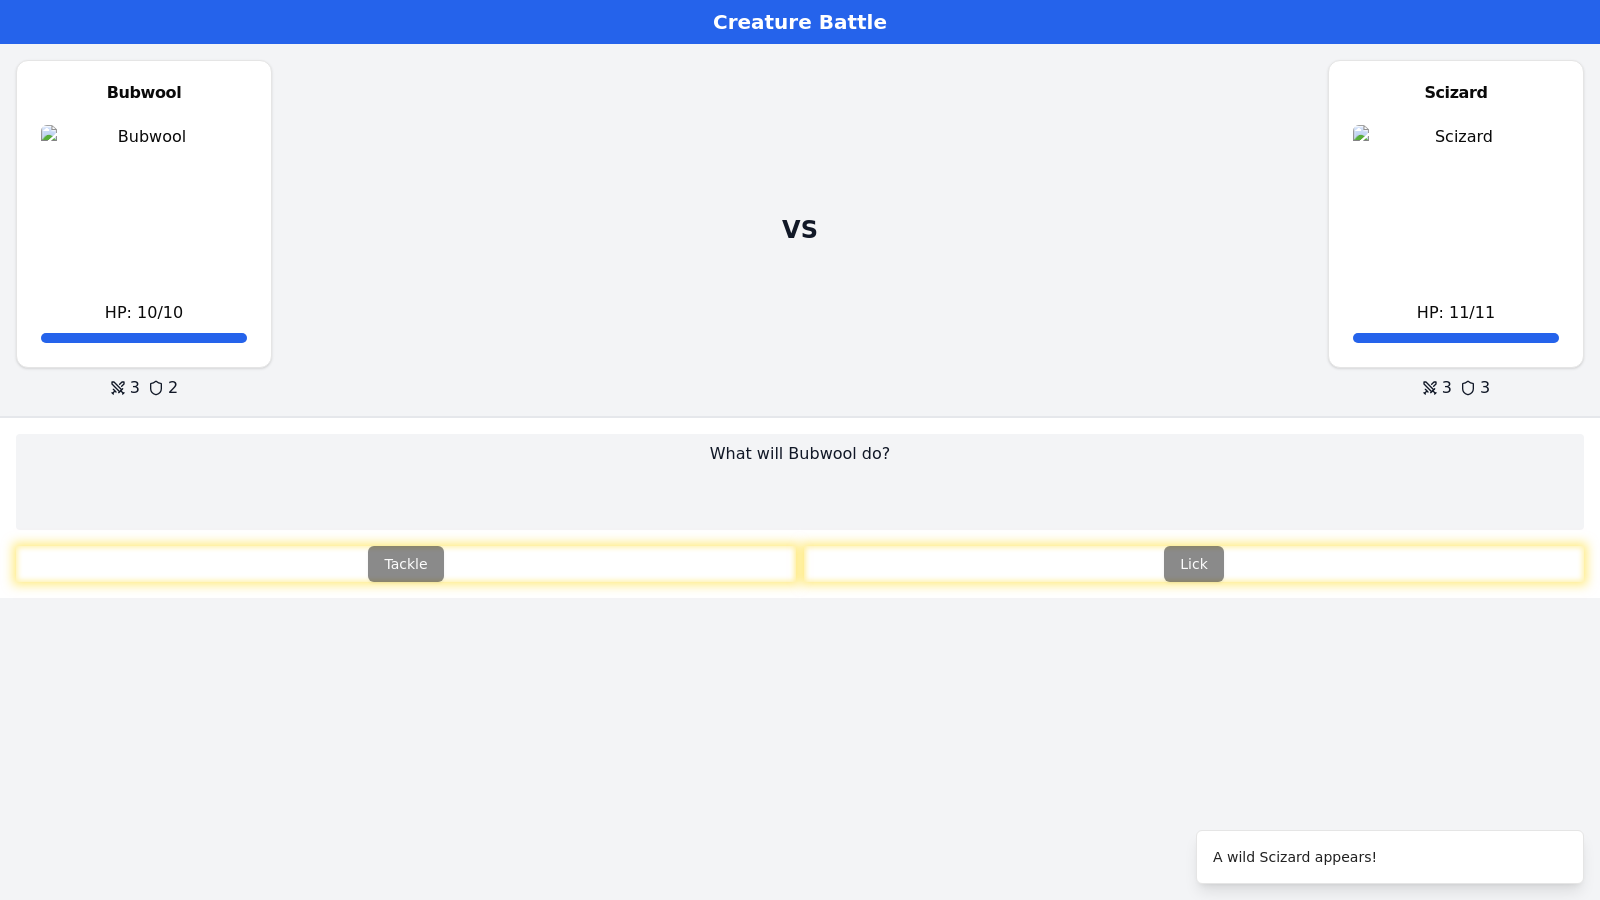 Creature Battle
Bubwool
Bubwool
HP: 10/10
3 2
VS
Scizard
Scizard
HP: 11/11
3 3
What will Bubwool do?
Tackle
Lick
A wild Scizard appears!